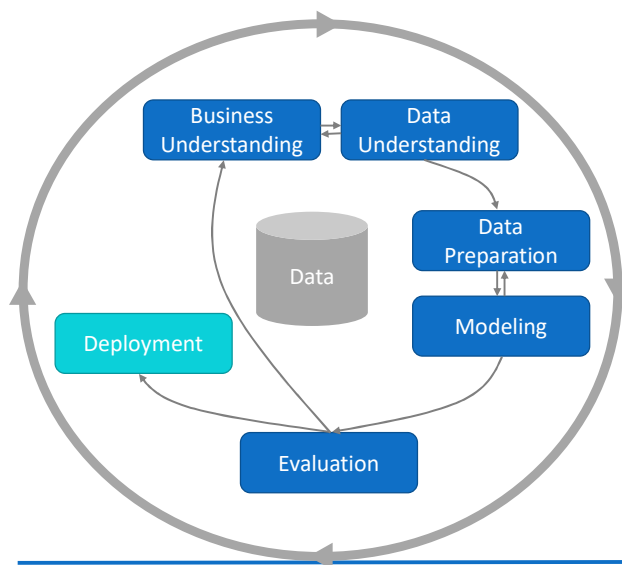 Business
Understanding
Data
Understanding
Data
Preparation
Data
Modeling
Deployment
Evaluation